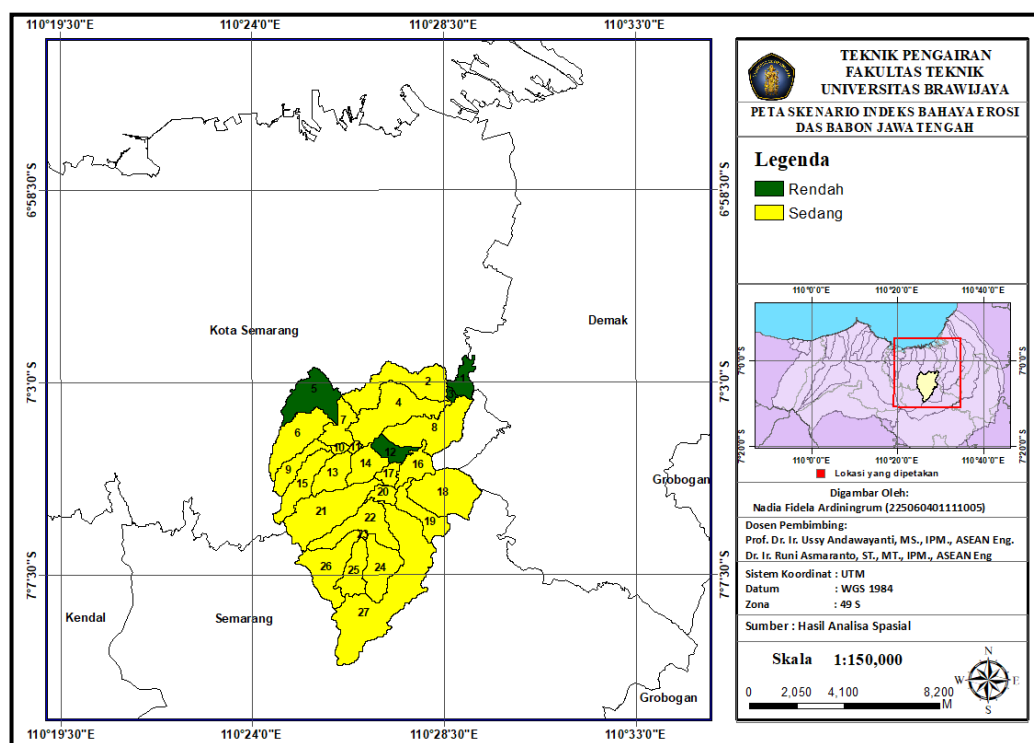 110°19'30"E 110°24'0"E 110°28'30"E 110°33'0"E
6°58'30"S
7°3'0"S
7°7'30"S
6°58'30"S
7°3'0"S
7°7'30"S
Kota Semarang
Demak
Grobogan
Kendal
Semarang
Grobogan
1
2
3
5
4
7
8
6
10 11
12
9
13
14
16
15
17
20
18
21
22
19
23
26
25
24
27
110°19'30"E 110°24'0"E 110°28'30"E 110°33'0"E
TEKNIK PENGAIRAN
FAKULTAS TEKNIK
UNIVERSITAS BRAWIJAYA
PETA SKENARIO INDEKS BAHAYA EROSI
DAS BABON JAWA TENGAH
Legenda
Rendah
Sedang
110°0'0"E 110°20'0"E 110°40'0"E
7°0'0"S
7°20'0"S
7°0'0"S
7°20'0"S
110°0'0"E 110°20'0"E 110°40'0"E
Lokasi yang dipetakan
Digambar Oleh:
Nadia Fidela Ardiningrum (225060401111005)
Dosen Pembimbing:
Prof. Dr. Ir. Ussy Andawayanti, MS., IPM., ASEAN Eng.
Dr. Ir. Runi Asmaranto, ST., MT., IPM., ASEAN Eng
Sistem Koordinat : UTM
Datum : WGS 1984
Zona : 49 S
Sumber : Hasil Analisa Spasial
Skala 1:150,000
0 2,050 4,100 8,200
M
N
W E
S